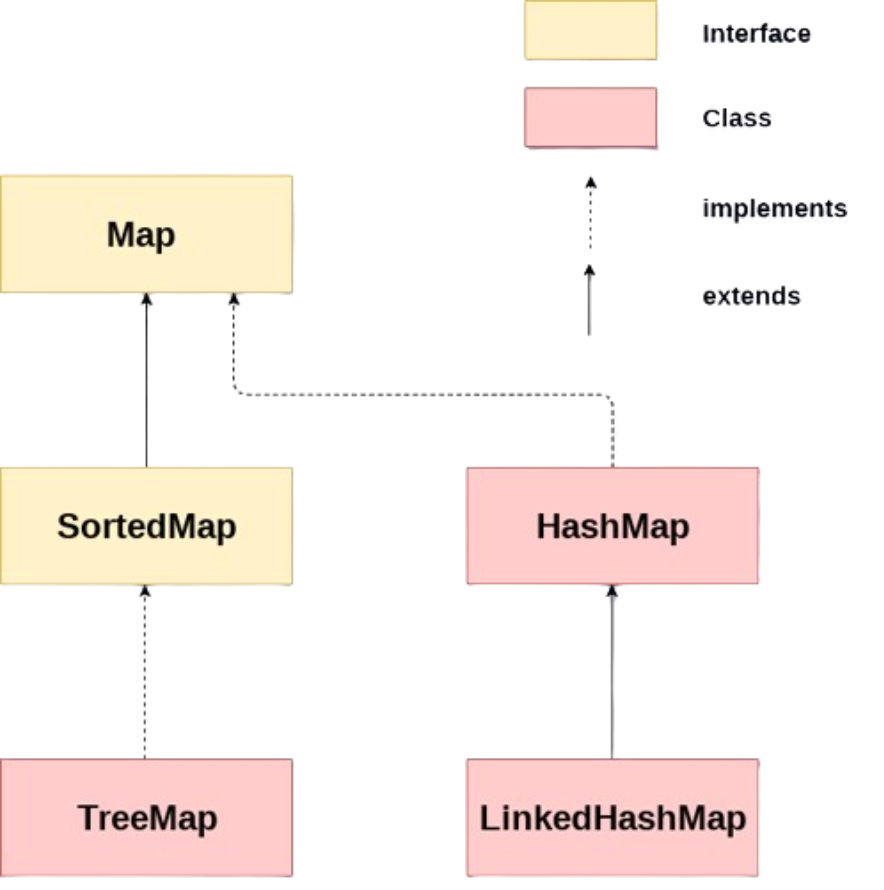 Interface
Class
implements
extends
Map
SortedMap
HashMap
TreeMap
LinkedHashMap